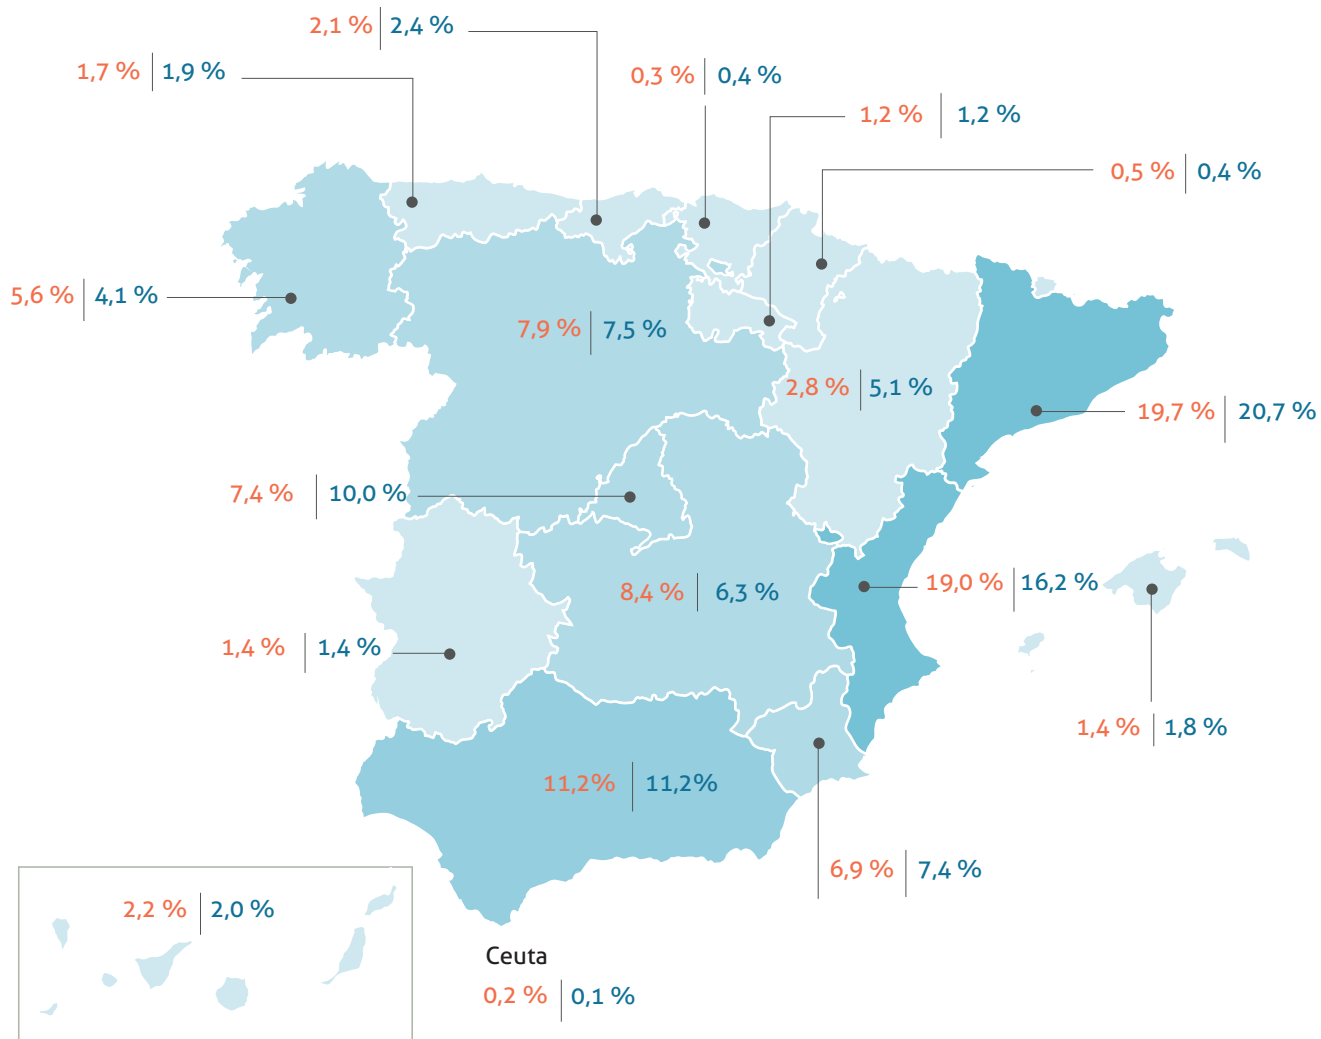 2,1 % 2,4 %
1,7 % 1,9 %
0,3 % 0,4 %
1,2 % 1,2 %
0,5 % 0,4 %
5,6 % 4,1 %
7,9 % 7,5 %
2,8 % 5,1 %
19,7 % 20,7 %
7,4 % 10,0 %
8,4 % 6,3 %
19,0 % 16,2 %
1,4 % 1,4 %
1,4 % 1,8 %
11,2% 11,2%
6,9 % 7,4 %
2,2 % 2,0 %
Ceuta
0,2 % 0,1 %